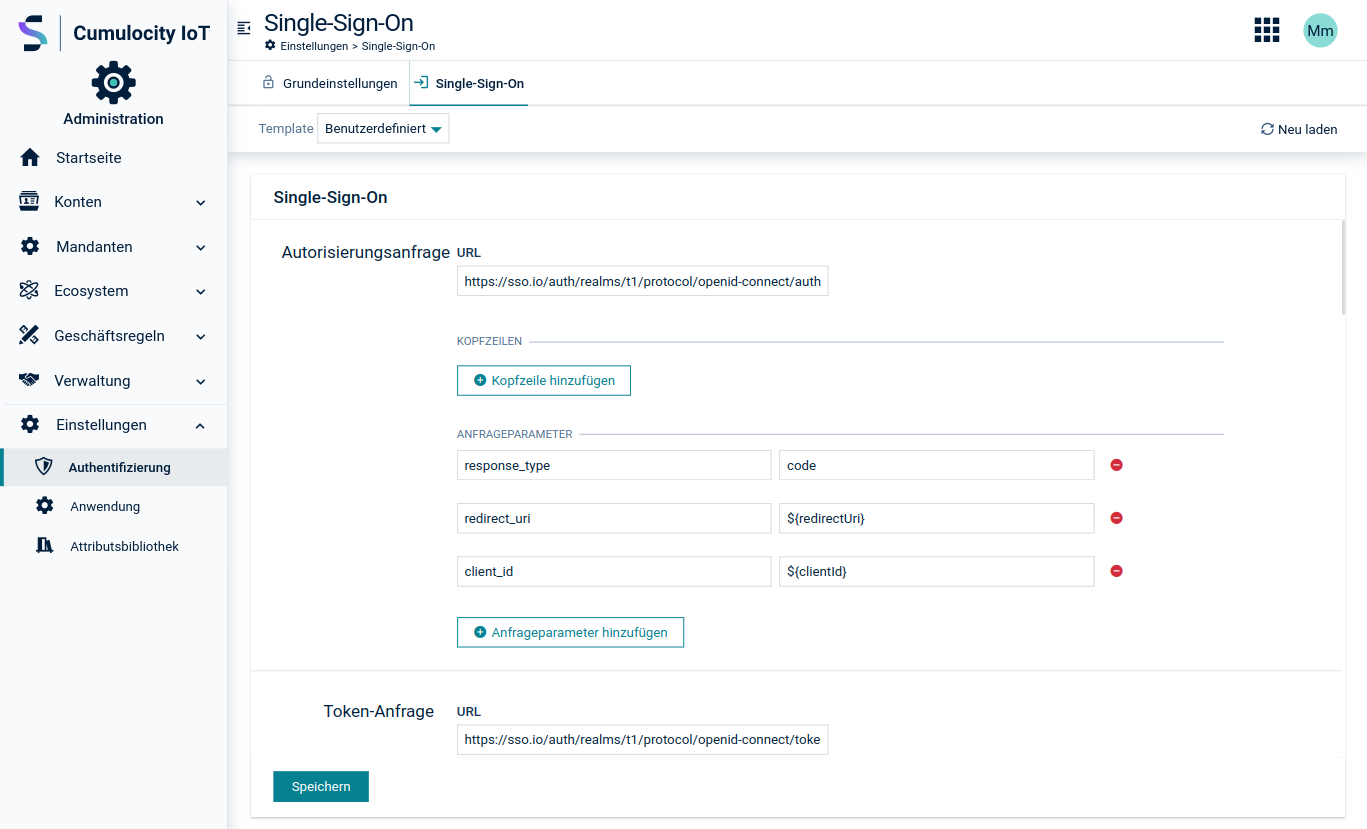 Cumulocity IoT
Administration
Startseite
Konten
Mandanten
Ecosystem
Geschäftsregeln
Verwaltung
Einstellungen
Authentifizierung
Anwendung
Attributsbibliothek
Single-Sign-On
Einstellungen > Single-Sign-On
Mm
Grundeinstellungen
Single-Sign-On
Template Benutzerdefiniert
Neu laden
Single-Sign-On
Autorisierungsanfrage URL
https://sso.io/auth/realms/t1/protocol/openid-connect/auth
KOPFZEILEN
Kopfzeile hinzufügen
ANFRAGEPARAMETER
response_type code
redirect_uri ${redirectUri}
client_id ${clientId}
Anfrageparameter hinzufügen
Token-Anfrage URL
https://sso.io/auth/realms/t1/protocol/openid-connect/toke
Speichern